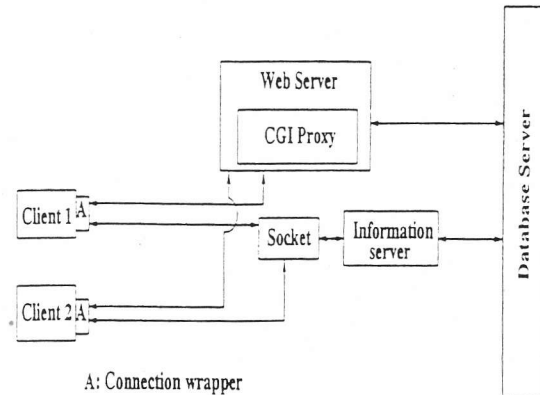 Web Server
CGI Proxy
Client 1
A
Socket
Information
server
Client 2
A
Database Server
A: Connection wrapper